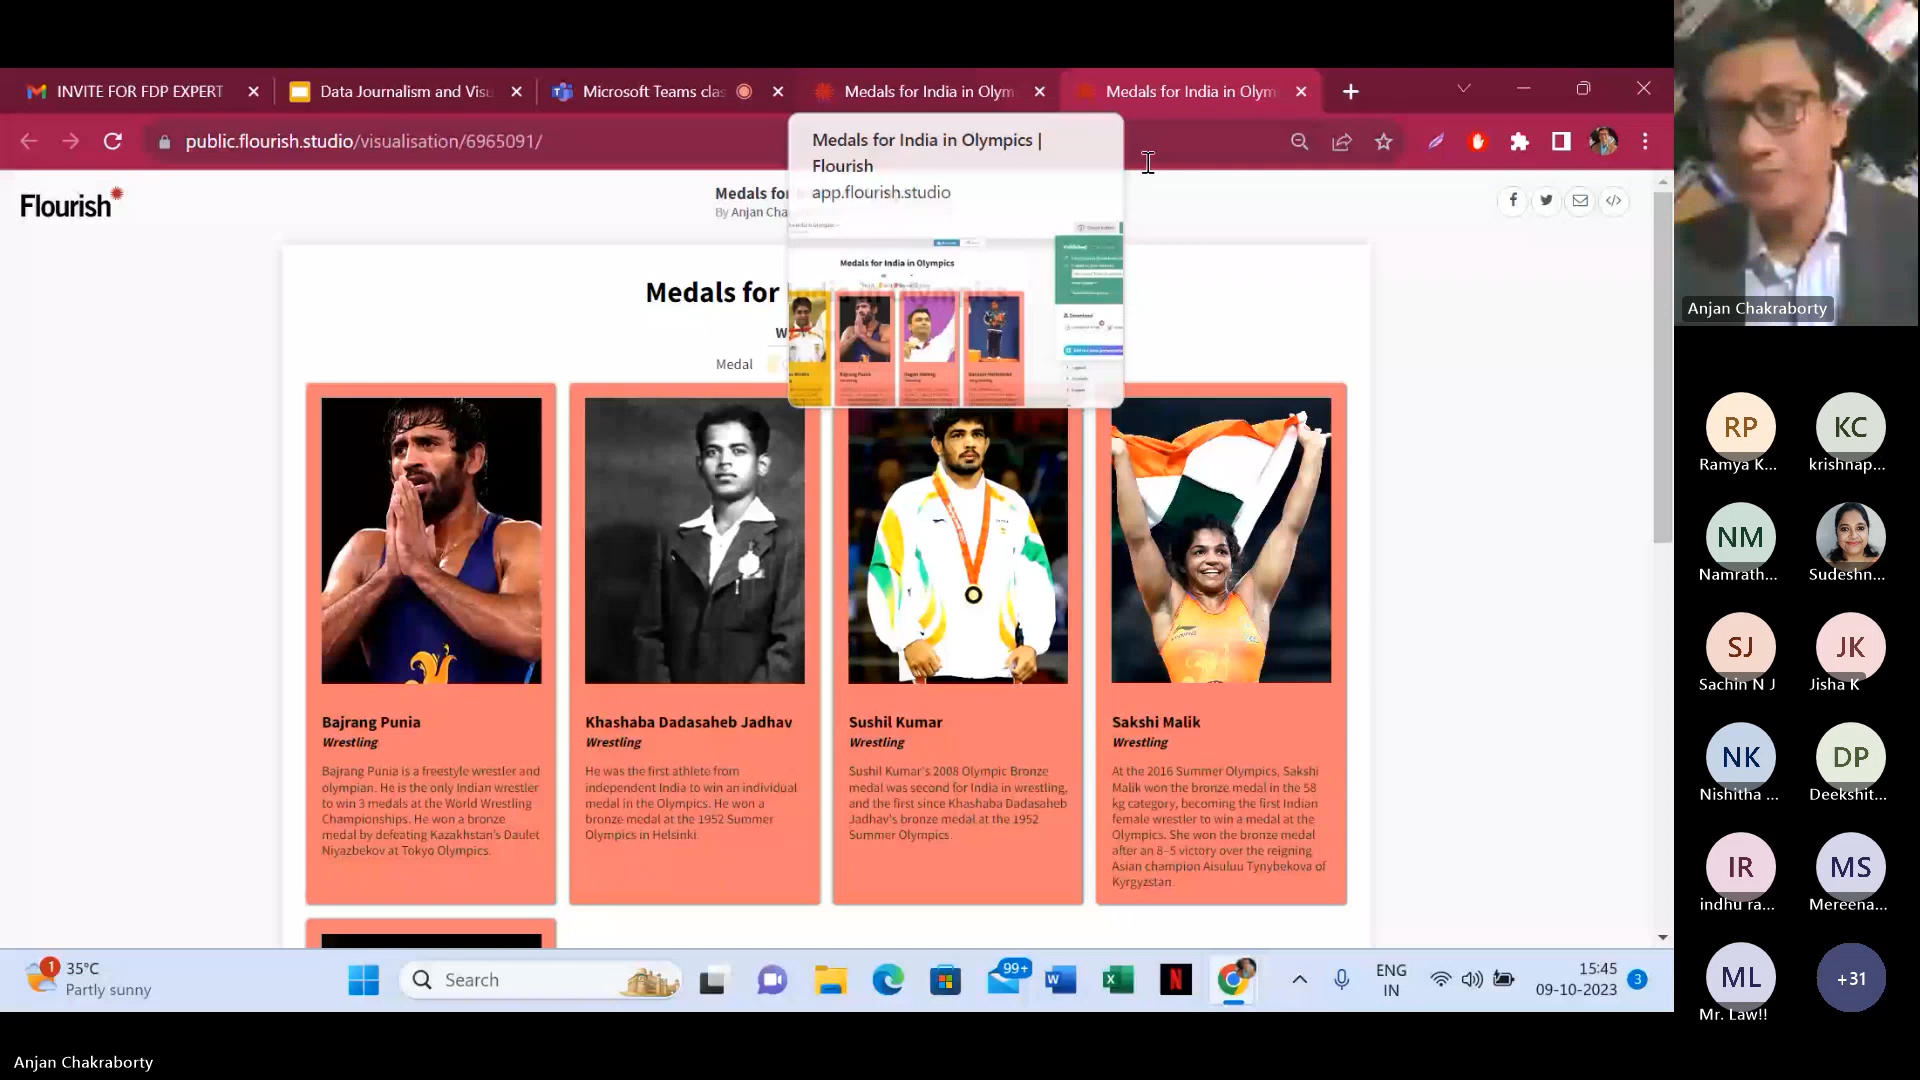 INVITE FOR FDP EXPERT
Data Journalism and Visu
Microsoft Teams clas
Medals for India in Olym
Medals for India in Olym
public.flourish.studio/visualisation/6965091/
Medals for India in Olympics |
Flourish
app.flourish.studio
Flourish
Medals fo
By Anjan Cha
Medals for India in Olympics
Medals for
W
Medal
Bajrang Punia
Wrestling
Bajrang Punia is a freestyle wrestler and
olympian. He is the only Indian wrestler
to win 3 medals at the World Wrestling
Championships. He won a bronze
medal by defeating Kazakhstan's Daulet
Niyazbekov at Tokyo Olympics.
Khashaba Dadasaheb Jadhav
Wrestling
He was the first athlete from
independent India to win an individual
medal in the Olympics. He won a
bronze medal at the 1952 Summer
Olympics in Helsinki.
Sushil Kumar
Wrestling
Sushil Kumar's 2008 Olympic Bronze
medal was second for India in wrestling,
and the first since Khashaba Dadasaheb
Jadhav's bronze medal at the 1952
Summer Olympics.
Sakshi Malik
Wrestling
At the 2016 Summer Olympics, Sakshi
Malik won the bronze medal in the 58
kg category, becoming the first Indian
female wrestler to win a medal at the
Olympics. She won the bronze medal
after an 8–5 victory over the reigning
Asian champion Aisuluu Tynybekova of
Kyrgyzstan.
Anjan Chakraborty
RP
Ramya K...
KC
krishnap...
NM
Namrath...
Sudeshn...
SJ
Sachin N J
JK
Jisha K
NK
Nishitha ...
DP
Deekshit...
IR
indhu ra...
MS
Mereena...
ML
Mr. Law!!
+31
1
35°C
Partly sunny
Search
99+
ENG
IN
15:45
09-10-2023
3
Anjan Chakraborty